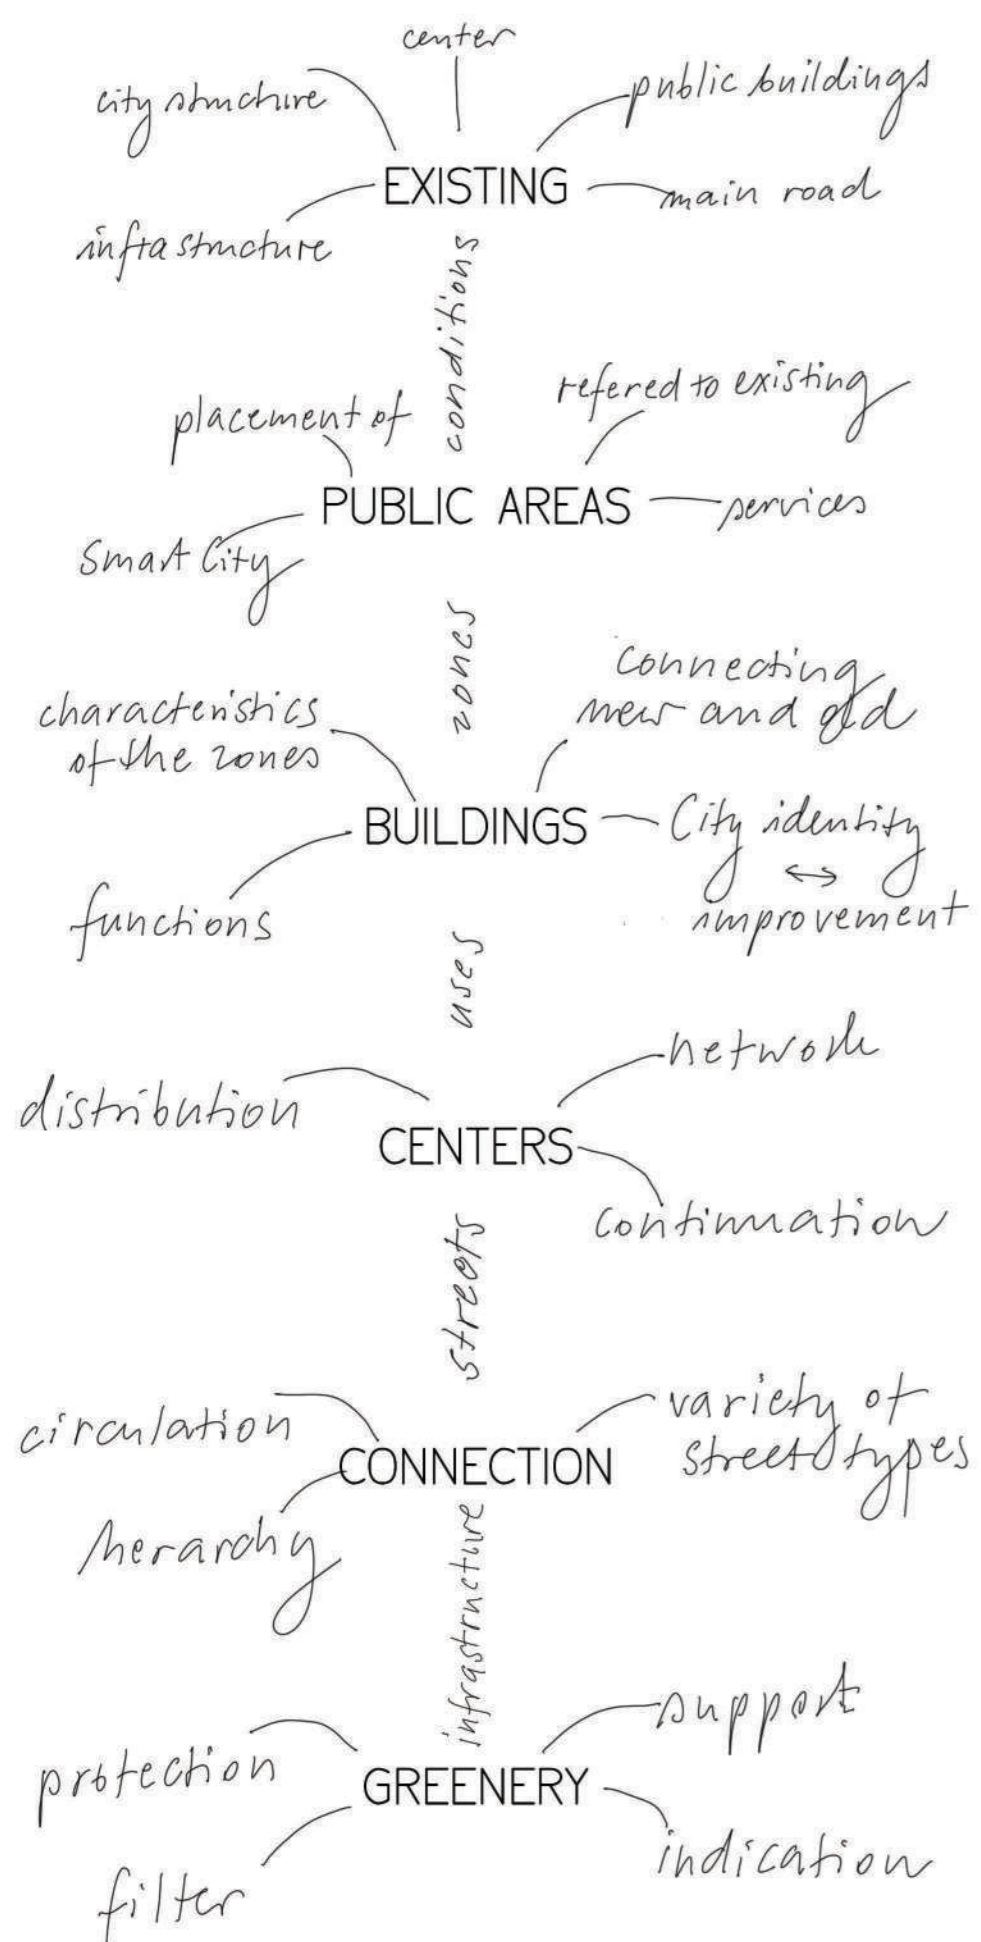 center
city structure
public buildings
EXISTING
main road
infrastructure
conditions
refered to existing
placement of
PUBLIC AREAS
services
Smart City
zones
connecting
new and old
characteristics
of the zones
BUILDINGS
City identity
↔
improvement
functions
uses
network
distribution
CENTERS
continuation
streets
variety of
street types
circulation
CONNECTION
herarchy
infrastructure
support
protection
GREENERY
indication
filter